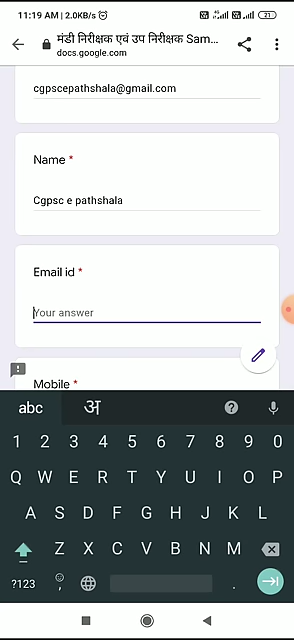 11:19 AM | 2.0KB/s
21
मंडी निरीक्षक एवं उप निरीक्षक Sam...
docs.google.com
cgpscepathshala@gmail.com
Name *
Cgpsc e pathshala
Email id *
Your answer
Mobile *
abc अ
1 2 3 4 5 6 7 8 9 0
Q W E R T Y U I O P
A S D F G H J K L
Z X C V B N M
?123 , .